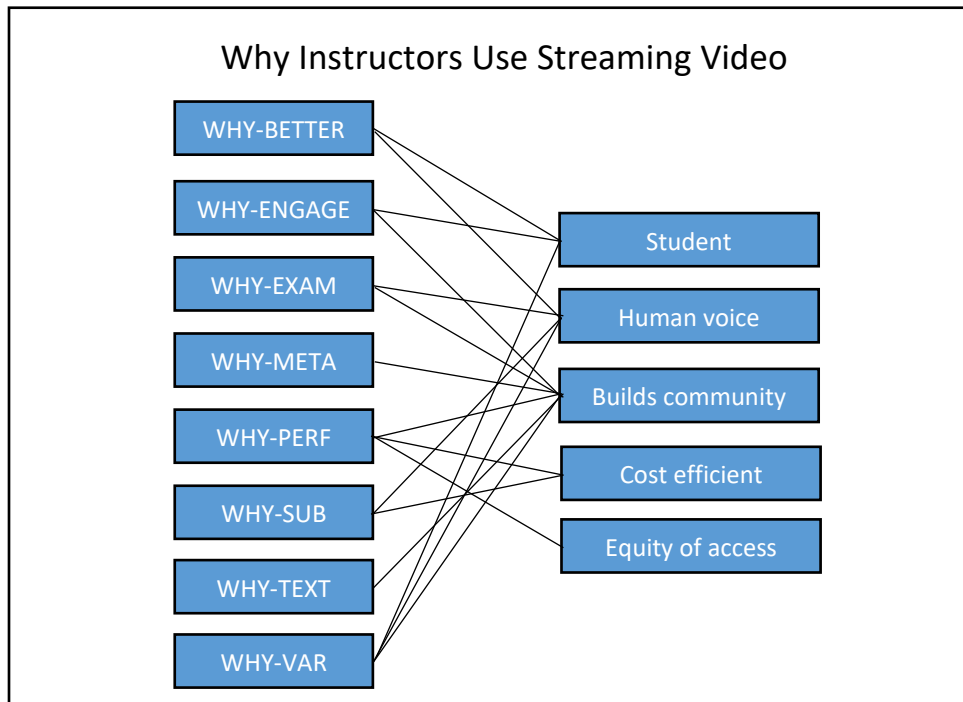 Why Instructors Use Streaming Video
WHY-BETTER
WHY-ENGAGE
WHY-EXAM
WHY-META
WHY-PERF
WHY-SUB
WHY-TEXT
WHY-VAR
Student
Human voice
Builds community
Cost efficient
Equity of access